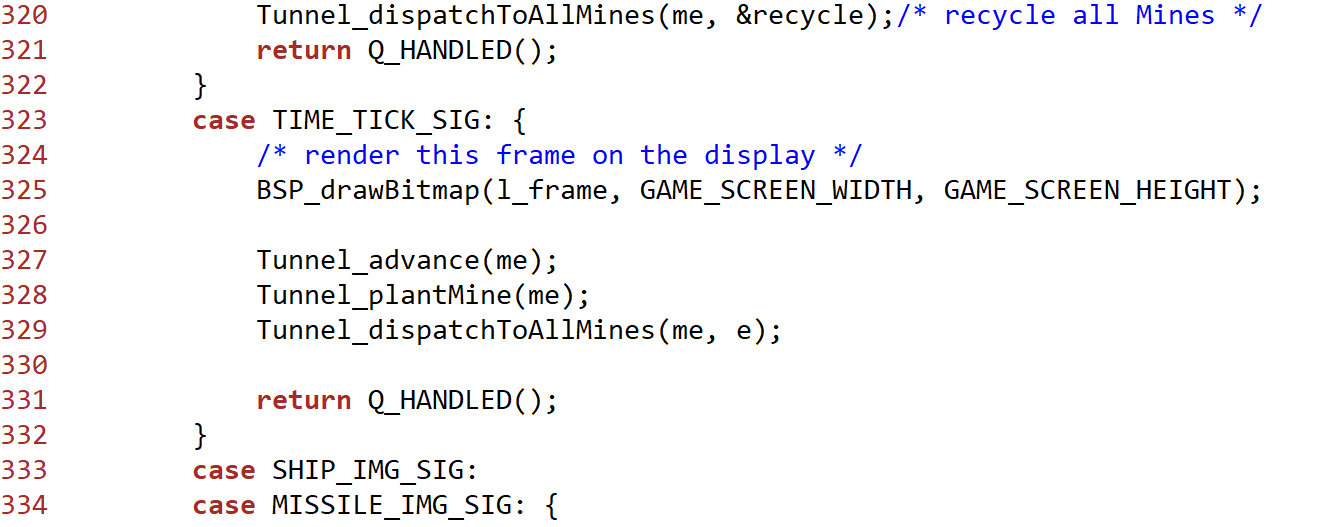 320             Tunnel_dispatchToAllMines(me, &recycle);/* recycle all Mines */
321             return Q_HANDLED();
322         }
323         case TIME_TICK_SIG: {
324             /* render this frame on the display */
325             BSP_drawBitmap(l_frame, GAME_SCREEN_WIDTH, GAME_SCREEN_HEIGHT);
326
327             Tunnel_advance(me);
328             Tunnel_plantMine(me);
329             Tunnel_dispatchToAllMines(me, e);
330
331             return Q_HANDLED();
332         }
333         case SHIP_IMG_SIG:
334         case MISSILE_IMG_SIG: {